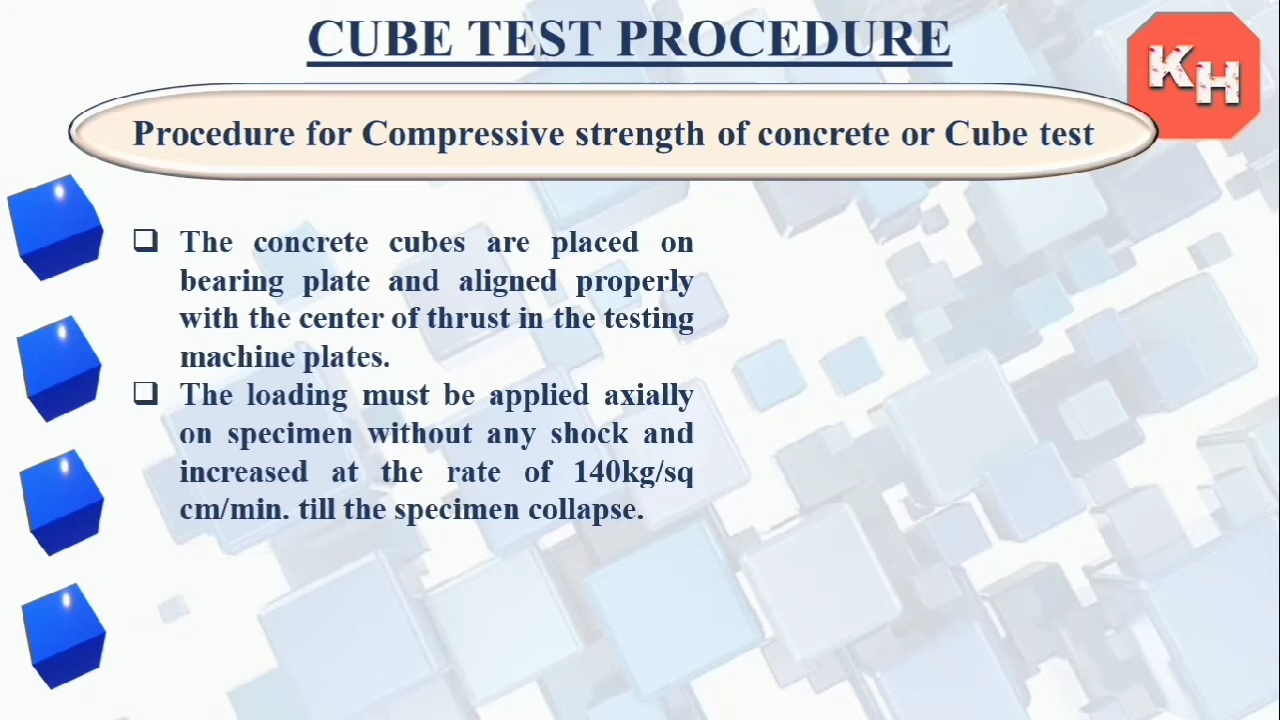 CUBE TEST PROCEDURE
KH
Procedure for Compressive strength of concrete or Cube test
❑ The concrete cubes are placed on
bearing plate and aligned properly
with the center of thrust in the testing
machine plates.
❑ The loading must be applied axially
on specimen without any shock and
increased at the rate of 140kg/sq
cm/min. till the specimen collapse.